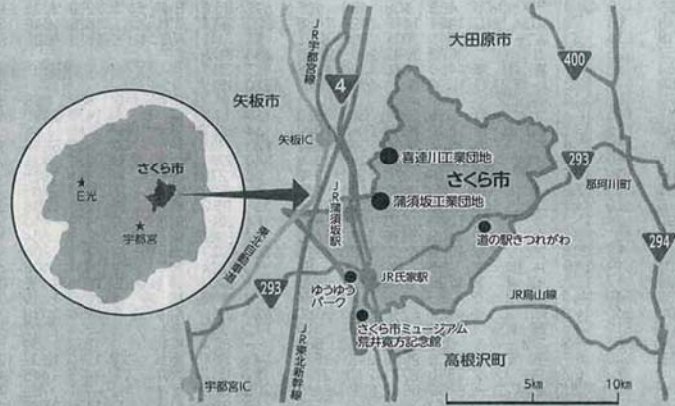 さくら市
日光
宇都宮
矢板市
大田原市
JR宇都宮線
4
400
矢板IC
喜連川工業団地
さくら市
蒲須坂工業団地
JR蒲須坂駅
293
那珂川町
道の駅きつれがわ
294
東北自動車道
293
ゆうゆう
パーク
JR氏家駅
JR烏山線
さくら市ミュージアム
荒井寛方記念館
JR東北新幹線
宇都宮IC
高根沢町
5km
10km